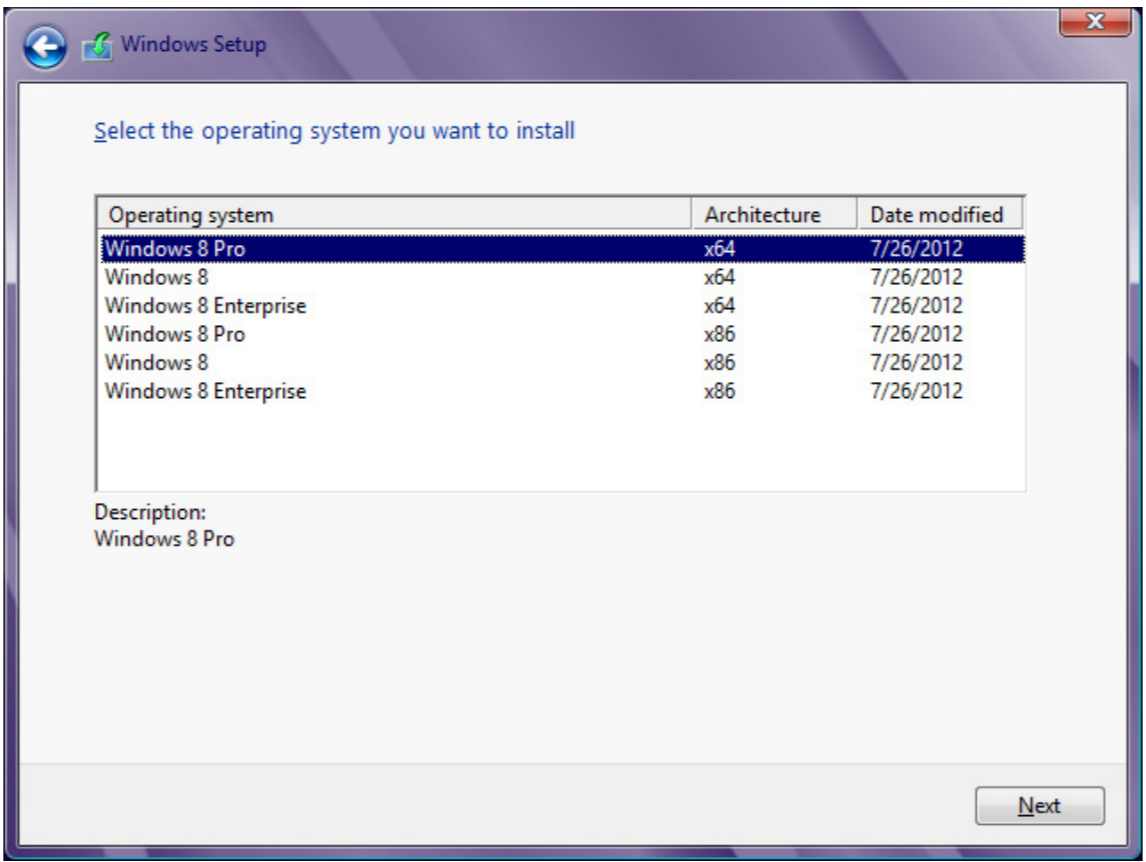 Windows Setup
Select the operating system you want to install
Operating system Architecture Date modified
Windows 8 Pro x64 7/26/2012
Windows 8 x64 7/26/2012
Windows 8 Enterprise x64 7/26/2012
Windows 8 Pro x86 7/26/2012
Windows 8 x86 7/26/2012
Windows 8 Enterprise x86 7/26/2012
Description:
Windows 8 Pro
Next